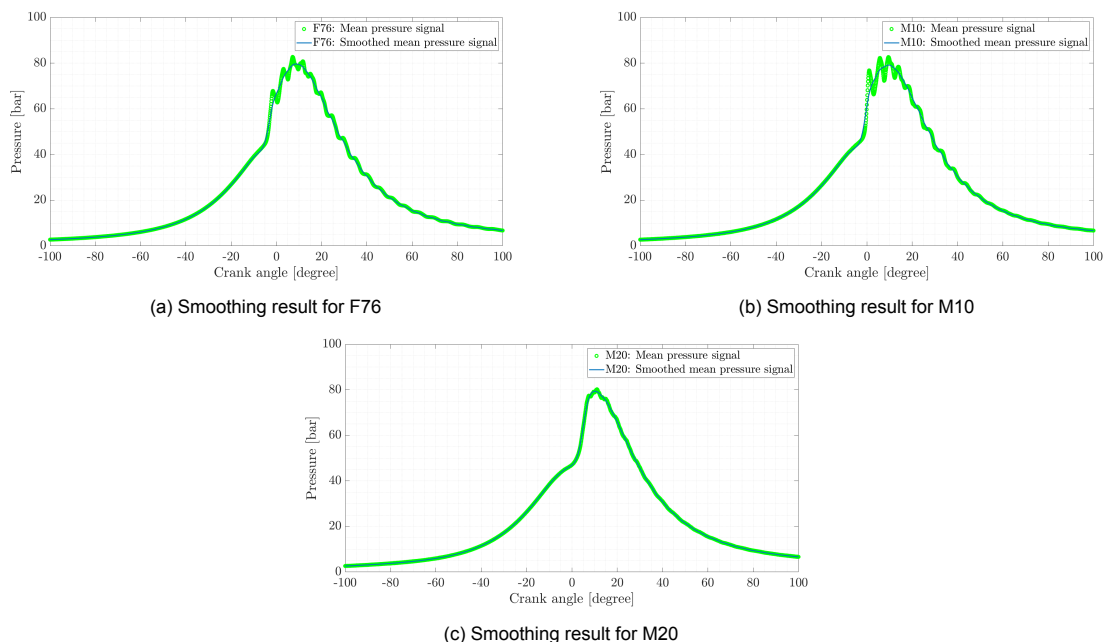 F76: Mean pressure signal
F76: Smoothed mean pressure signal
Pressure [bar]
100
80
60
40
20
0
-100 -80 -60 -40 -20 0 20 40 60 80 100
Crank angle [degree]
(a) Smoothing result for F76
M10: Mean pressure signal
M10: Smoothed mean pressure signal
Pressure [bar]
100
80
60
40
20
0
-100 -80 -60 -40 -20 0 20 40 60 80 100
Crank angle [degree]
(b) Smoothing result for M10
M20: Mean pressure signal
M20: Smoothed mean pressure signal
Pressure [bar]
100
80
60
40
20
0
-100 -80 -60 -40 -20 0 20 40 60 80 100
Crank angle [degree]
(c) Smoothing result for M20